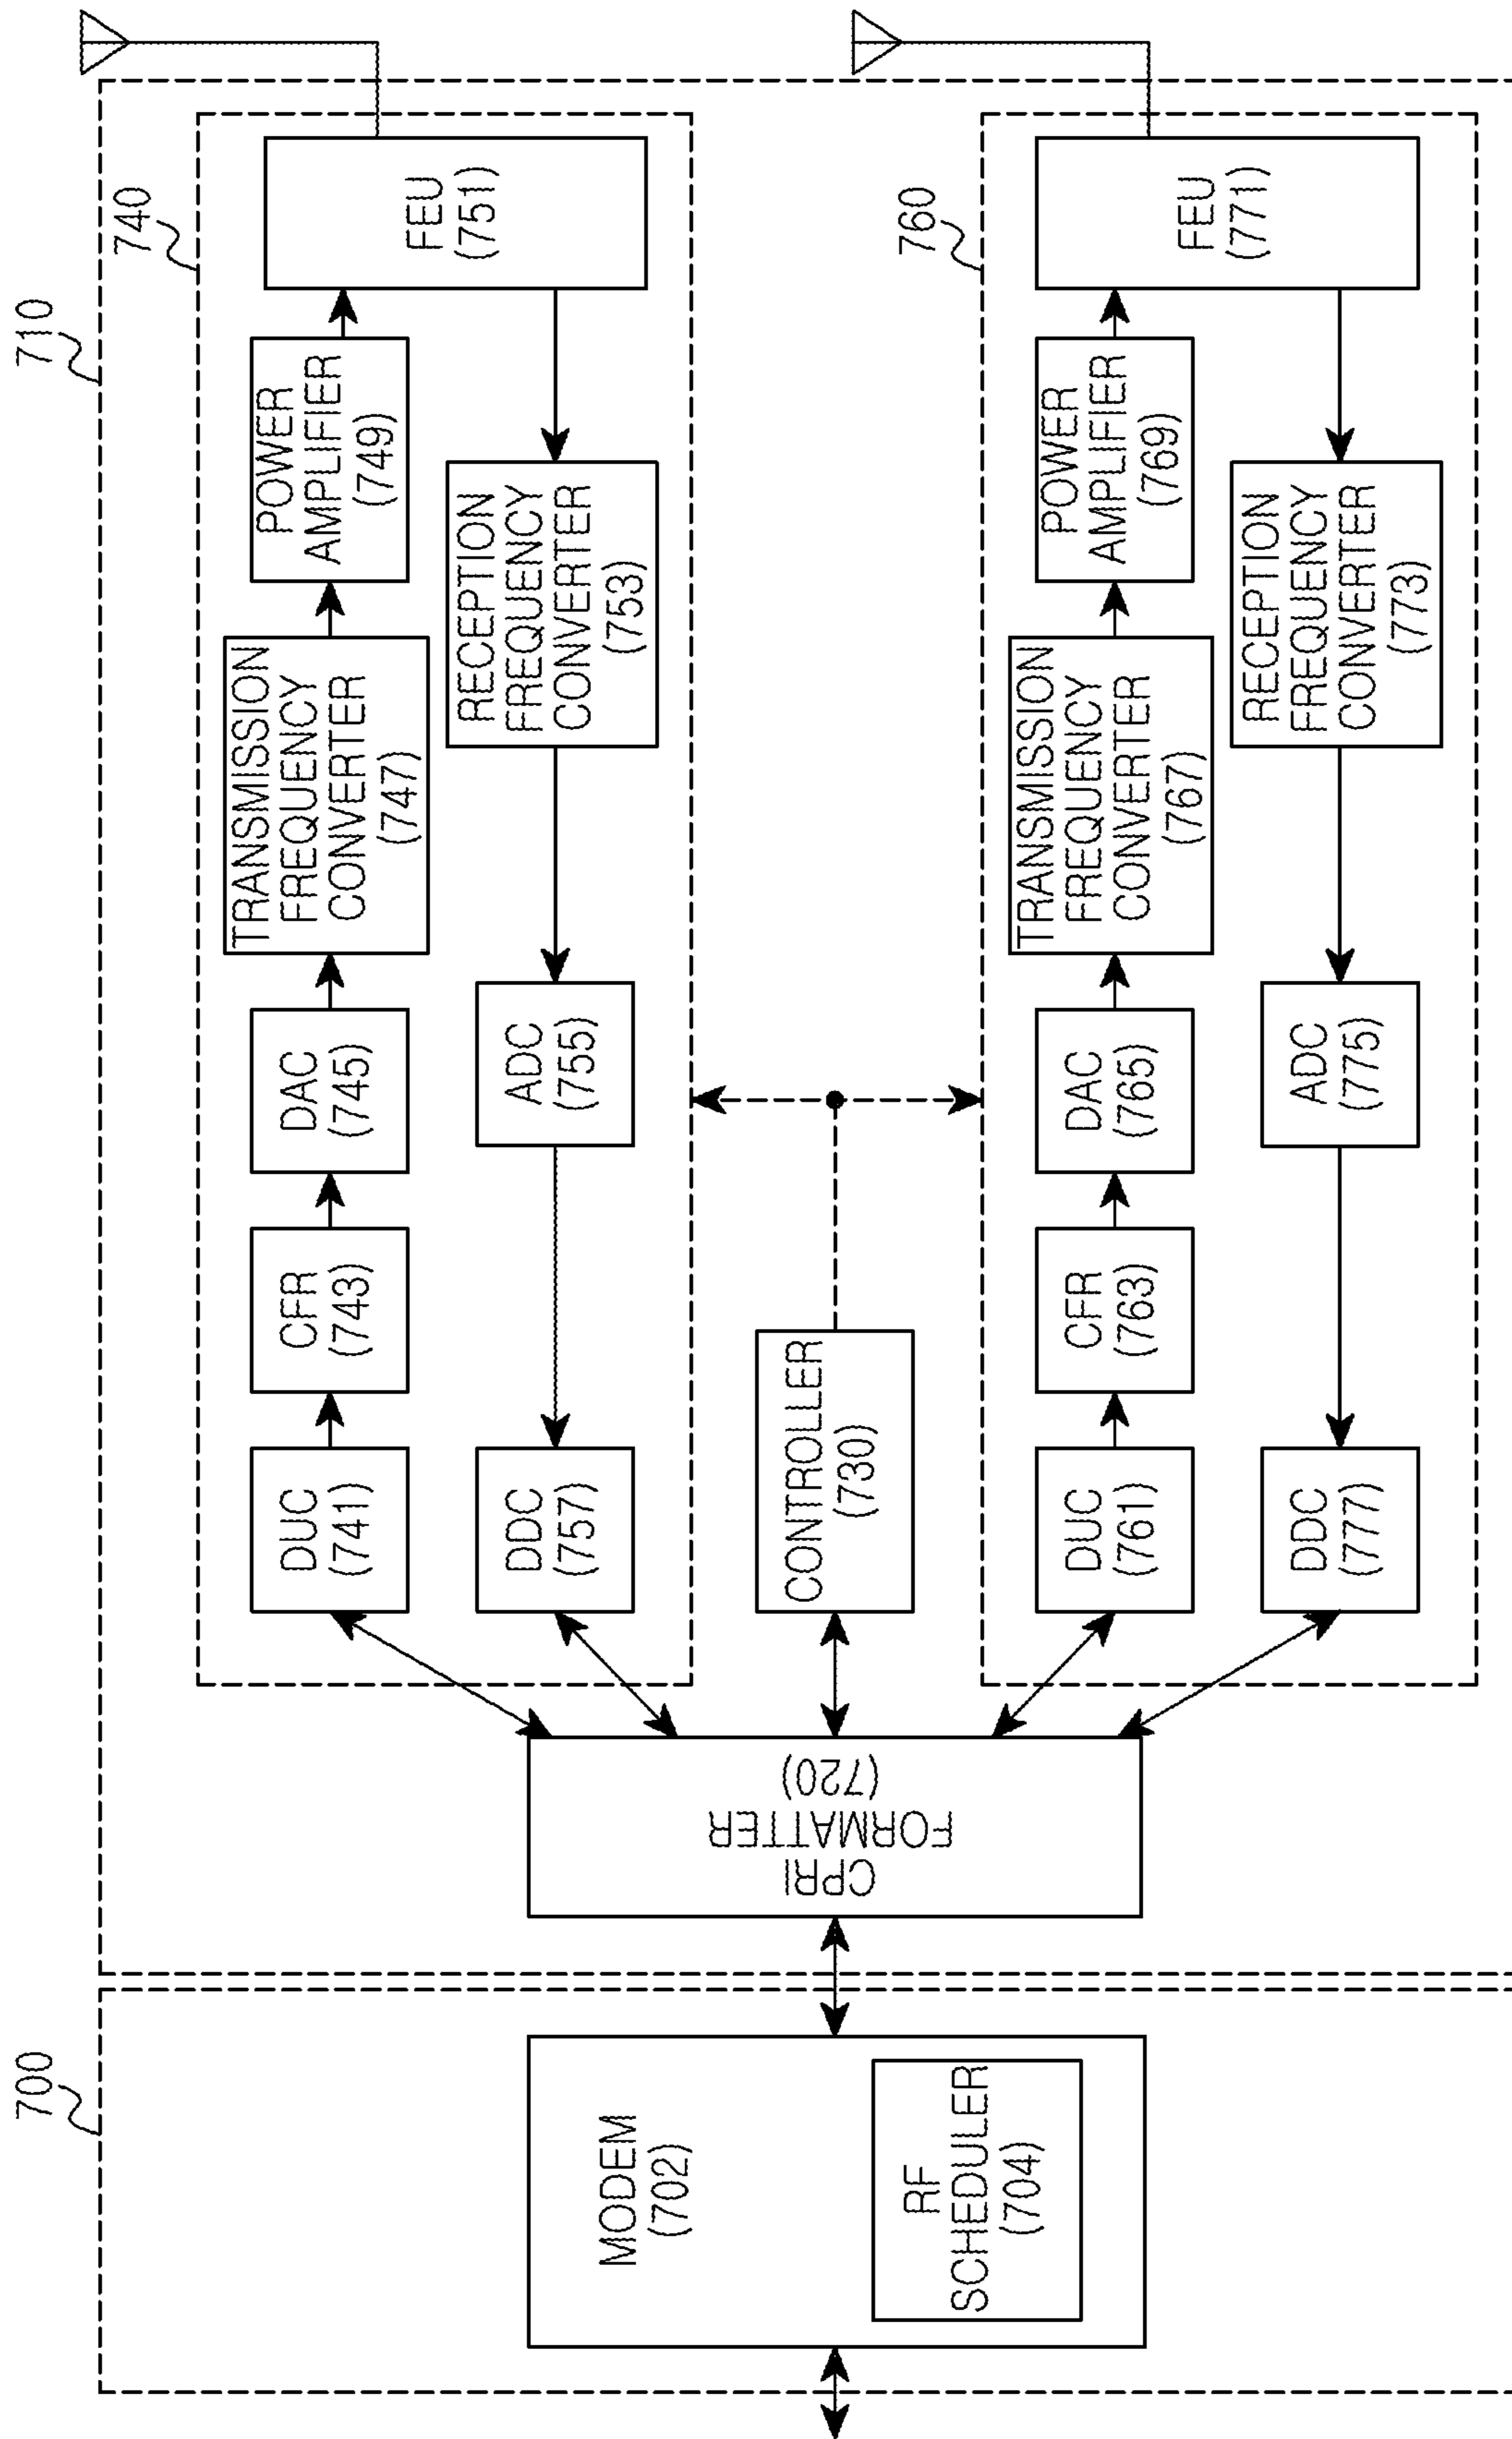 700
MODEM
(702)
RF
SCHEDULER
(704)
710
CPRI
FORMATTER
(720)
740
DUC
(741)
CFR
(743)
DAC
(745)
TRANSMISSION
FREQUENCY
CONVERTER
(747)
POWER
AMPLIFIER
(749)
FEU
(751)
DDC
(757)
ADC
(755)
RECEPTION
FREQUENCY
CONVERTER
(753)
CONTROLLER
(730)
760
DUC
(761)
CFR
(763)
DAC
(765)
TRANSMISSION
FREQUENCY
CONVERTER
(767)
POWER
AMPLIFIER
(769)
FEU
(771)
DDC
(777)
ADC
(775)
RECEPTION
FREQUENCY
CONVERTER
(773)